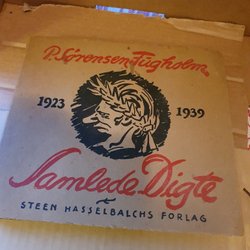 P. Sørensen-Fugholm
1923 1939
Samlede Digte
STEEN HASSELBALCHS FORLAG